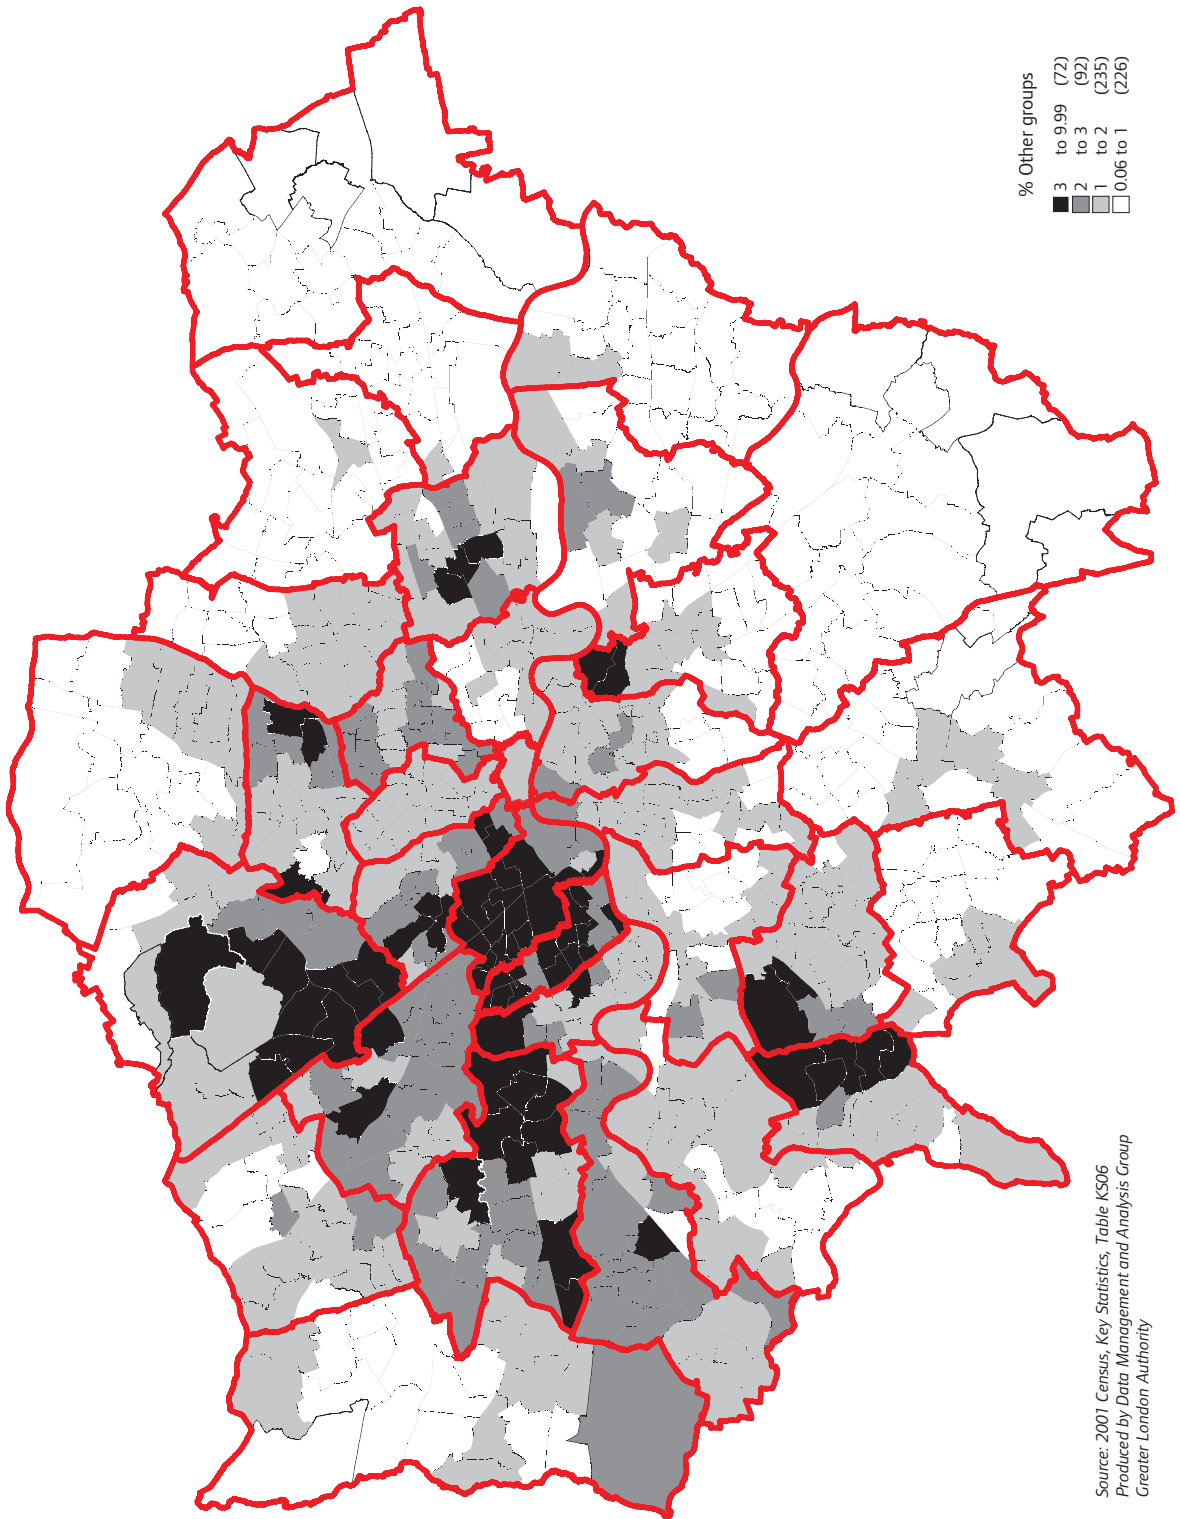 % Other groups
3 to 9.99 (72)
2 to 3 (92)
1 to 2 (235)
0.06 to 1 (226)
Source: 2001 Census, Key Statistics, Table KS06
Produced by Data Management and Analysis Group
Greater London Authority